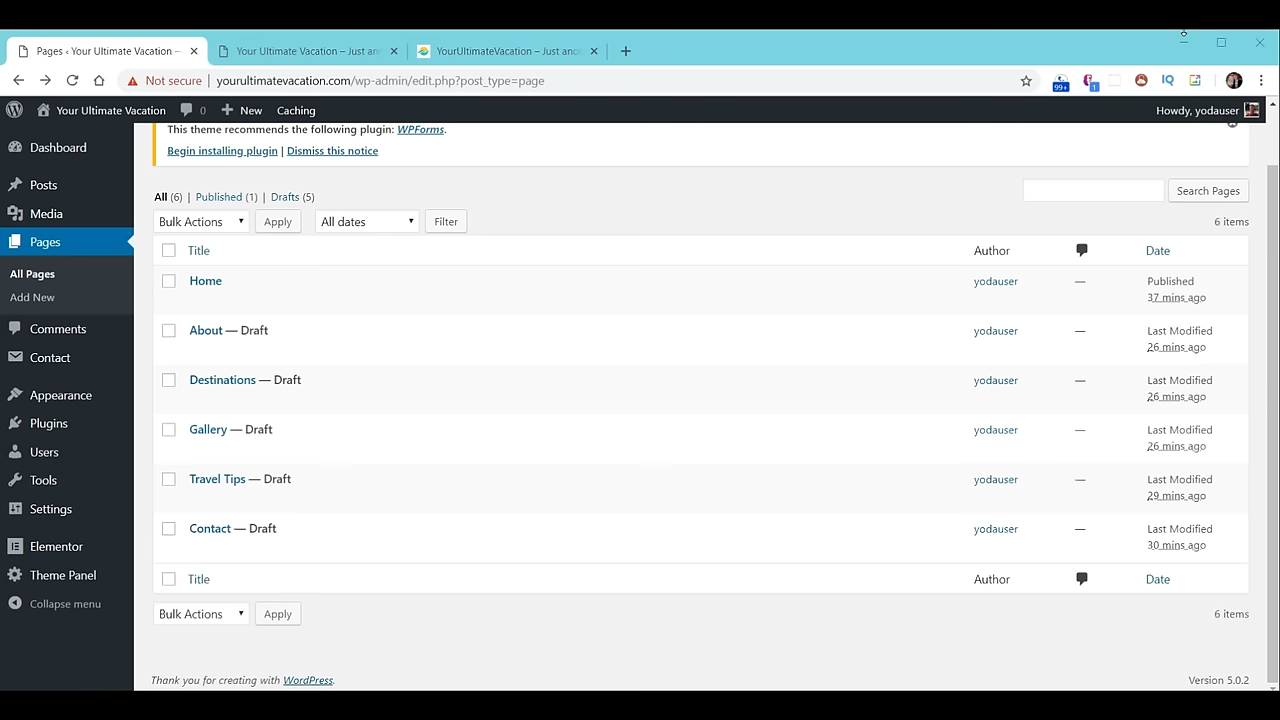 Pages ‹ Your Ultimate Vacation —
Your Ultimate Vacation – Just an
YourUltimateVacation – Just ano
Not secure | yourultimatevacation.com/wp-admin/edit.php?post_type=page
99+
1
IQ
Your Ultimate Vacation
0
New
Caching
Howdy, yodauser
Dashboard
Posts
Media
Pages
All Pages
Add New
Comments
Contact
Appearance
Plugins
Users
Tools
Settings
Elementor
Theme Panel
Collapse menu
This theme recommends the following plugin: WPForms.
Begin installing plugin | Dismiss this notice
All (6) | Published (1) | Drafts (5)
Search Pages
Bulk Actions
Apply
All dates
Filter
6 items
Title Author Date
Home yodauser — Published
37 mins ago
About — Draft yodauser — Last Modified
26 mins ago
Destinations — Draft yodauser — Last Modified
26 mins ago
Gallery — Draft yodauser — Last Modified
26 mins ago
Travel Tips — Draft yodauser — Last Modified
29 mins ago
Contact — Draft yodauser — Last Modified
30 mins ago
Title Author Date
Bulk Actions
Apply
6 items
Thank you for creating with WordPress.
Version 5.0.2